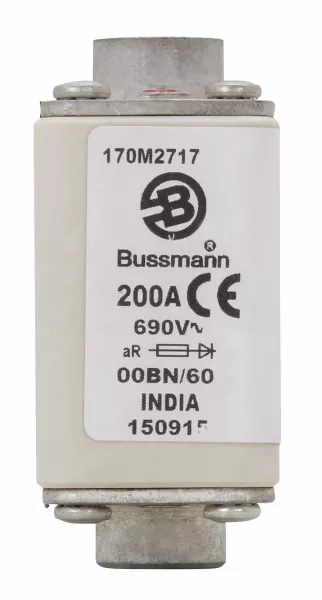 170M2717
B
Bussmann®
200A CE
690V~
aR
00BN/60
INDIA